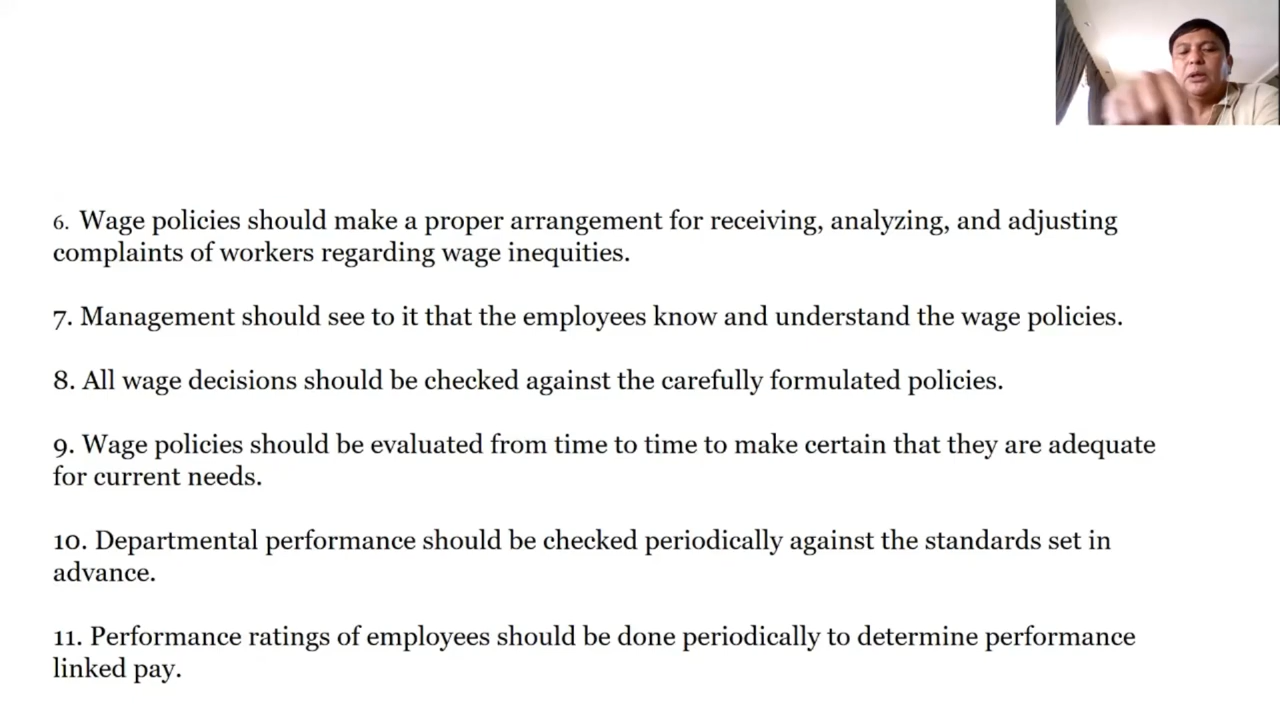 6. Wage policies should make a proper arrangement for receiving, analyzing, and adjusting
complaints of workers regarding wage inequities.
7. Management should see to it that the employees know and understand the wage policies.
8. All wage decisions should be checked against the carefully formulated policies.
9. Wage policies should be evaluated from time to time to make certain that they are adequate
for current needs.
10. Departmental performance should be checked periodically against the standards set in
advance.
11. Performance ratings of employees should be done periodically to determine performance
linked pay.